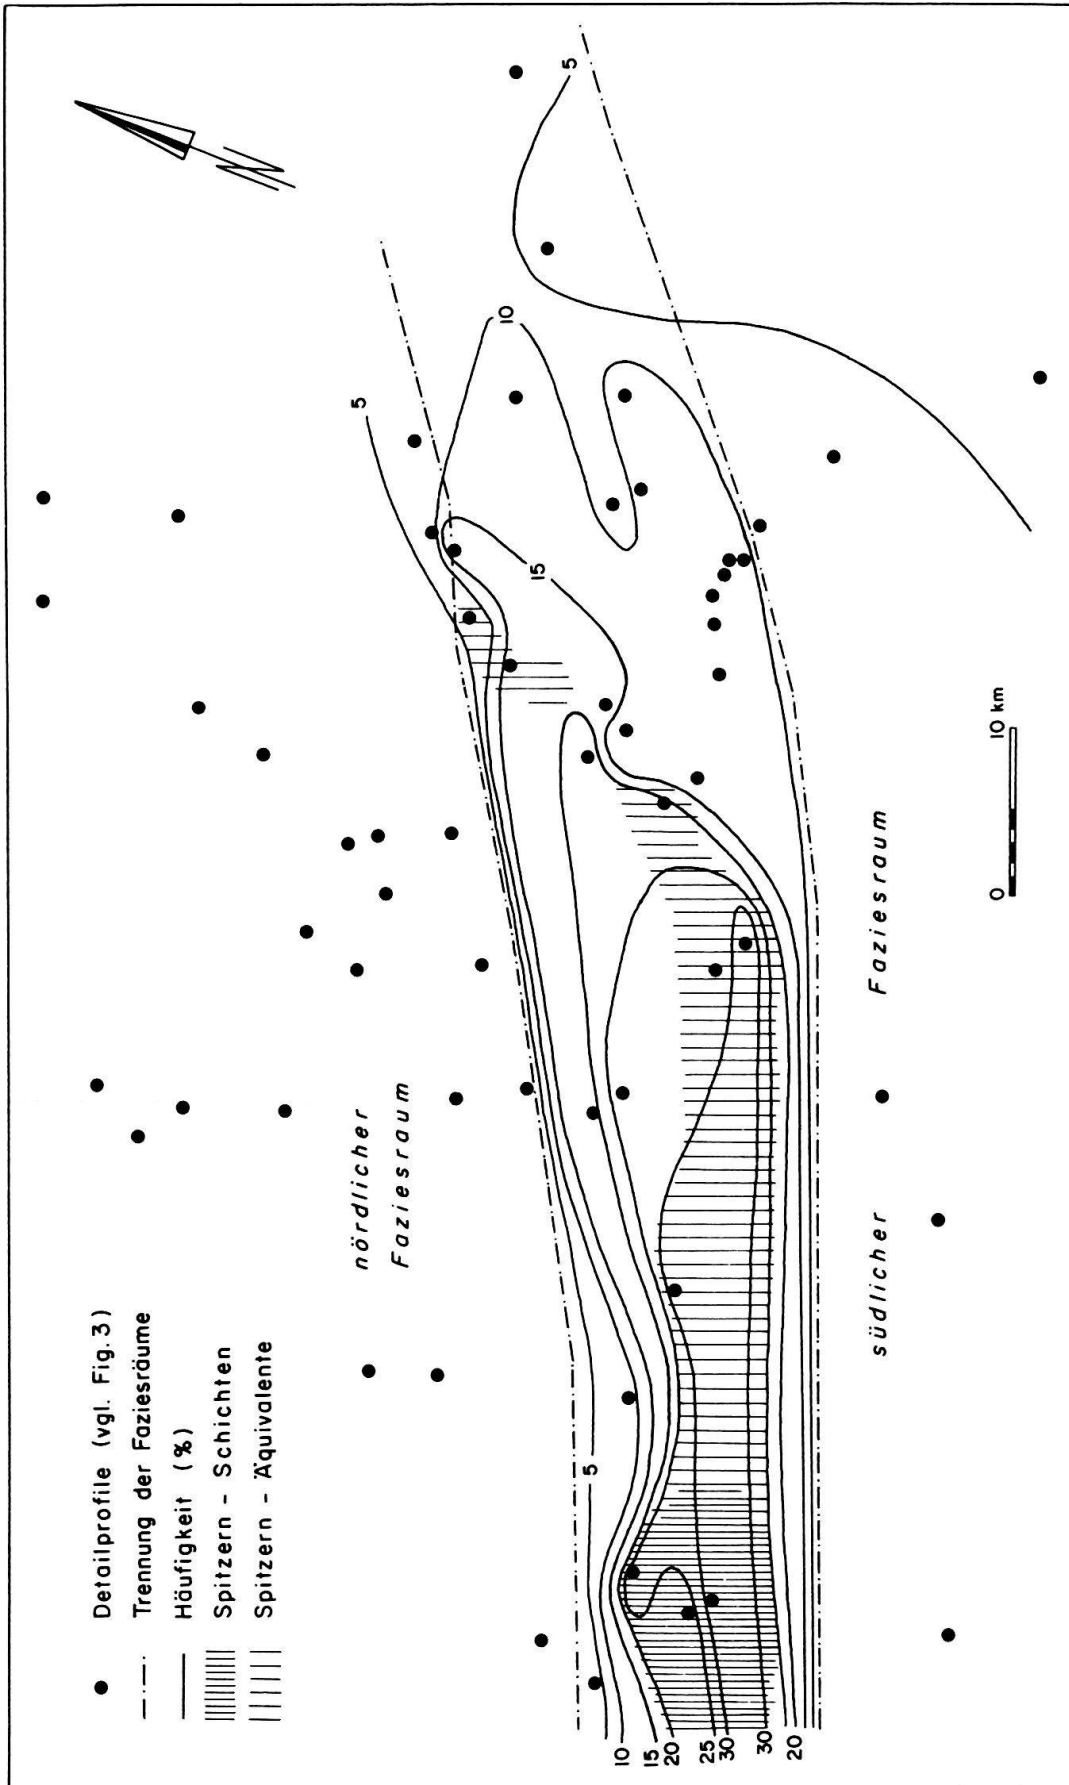 Detailprofile (vgl. Fig. 3)
Trennung der Faziesräume
Häufigkeit (%)
Spitzern - Schichten
Spitzern - Äquivalente
nördlicher
Faziesraum
südlicher Faziesraum
N
5
5
5
10
15
10
15
20
25
30
30
20
0 10 km